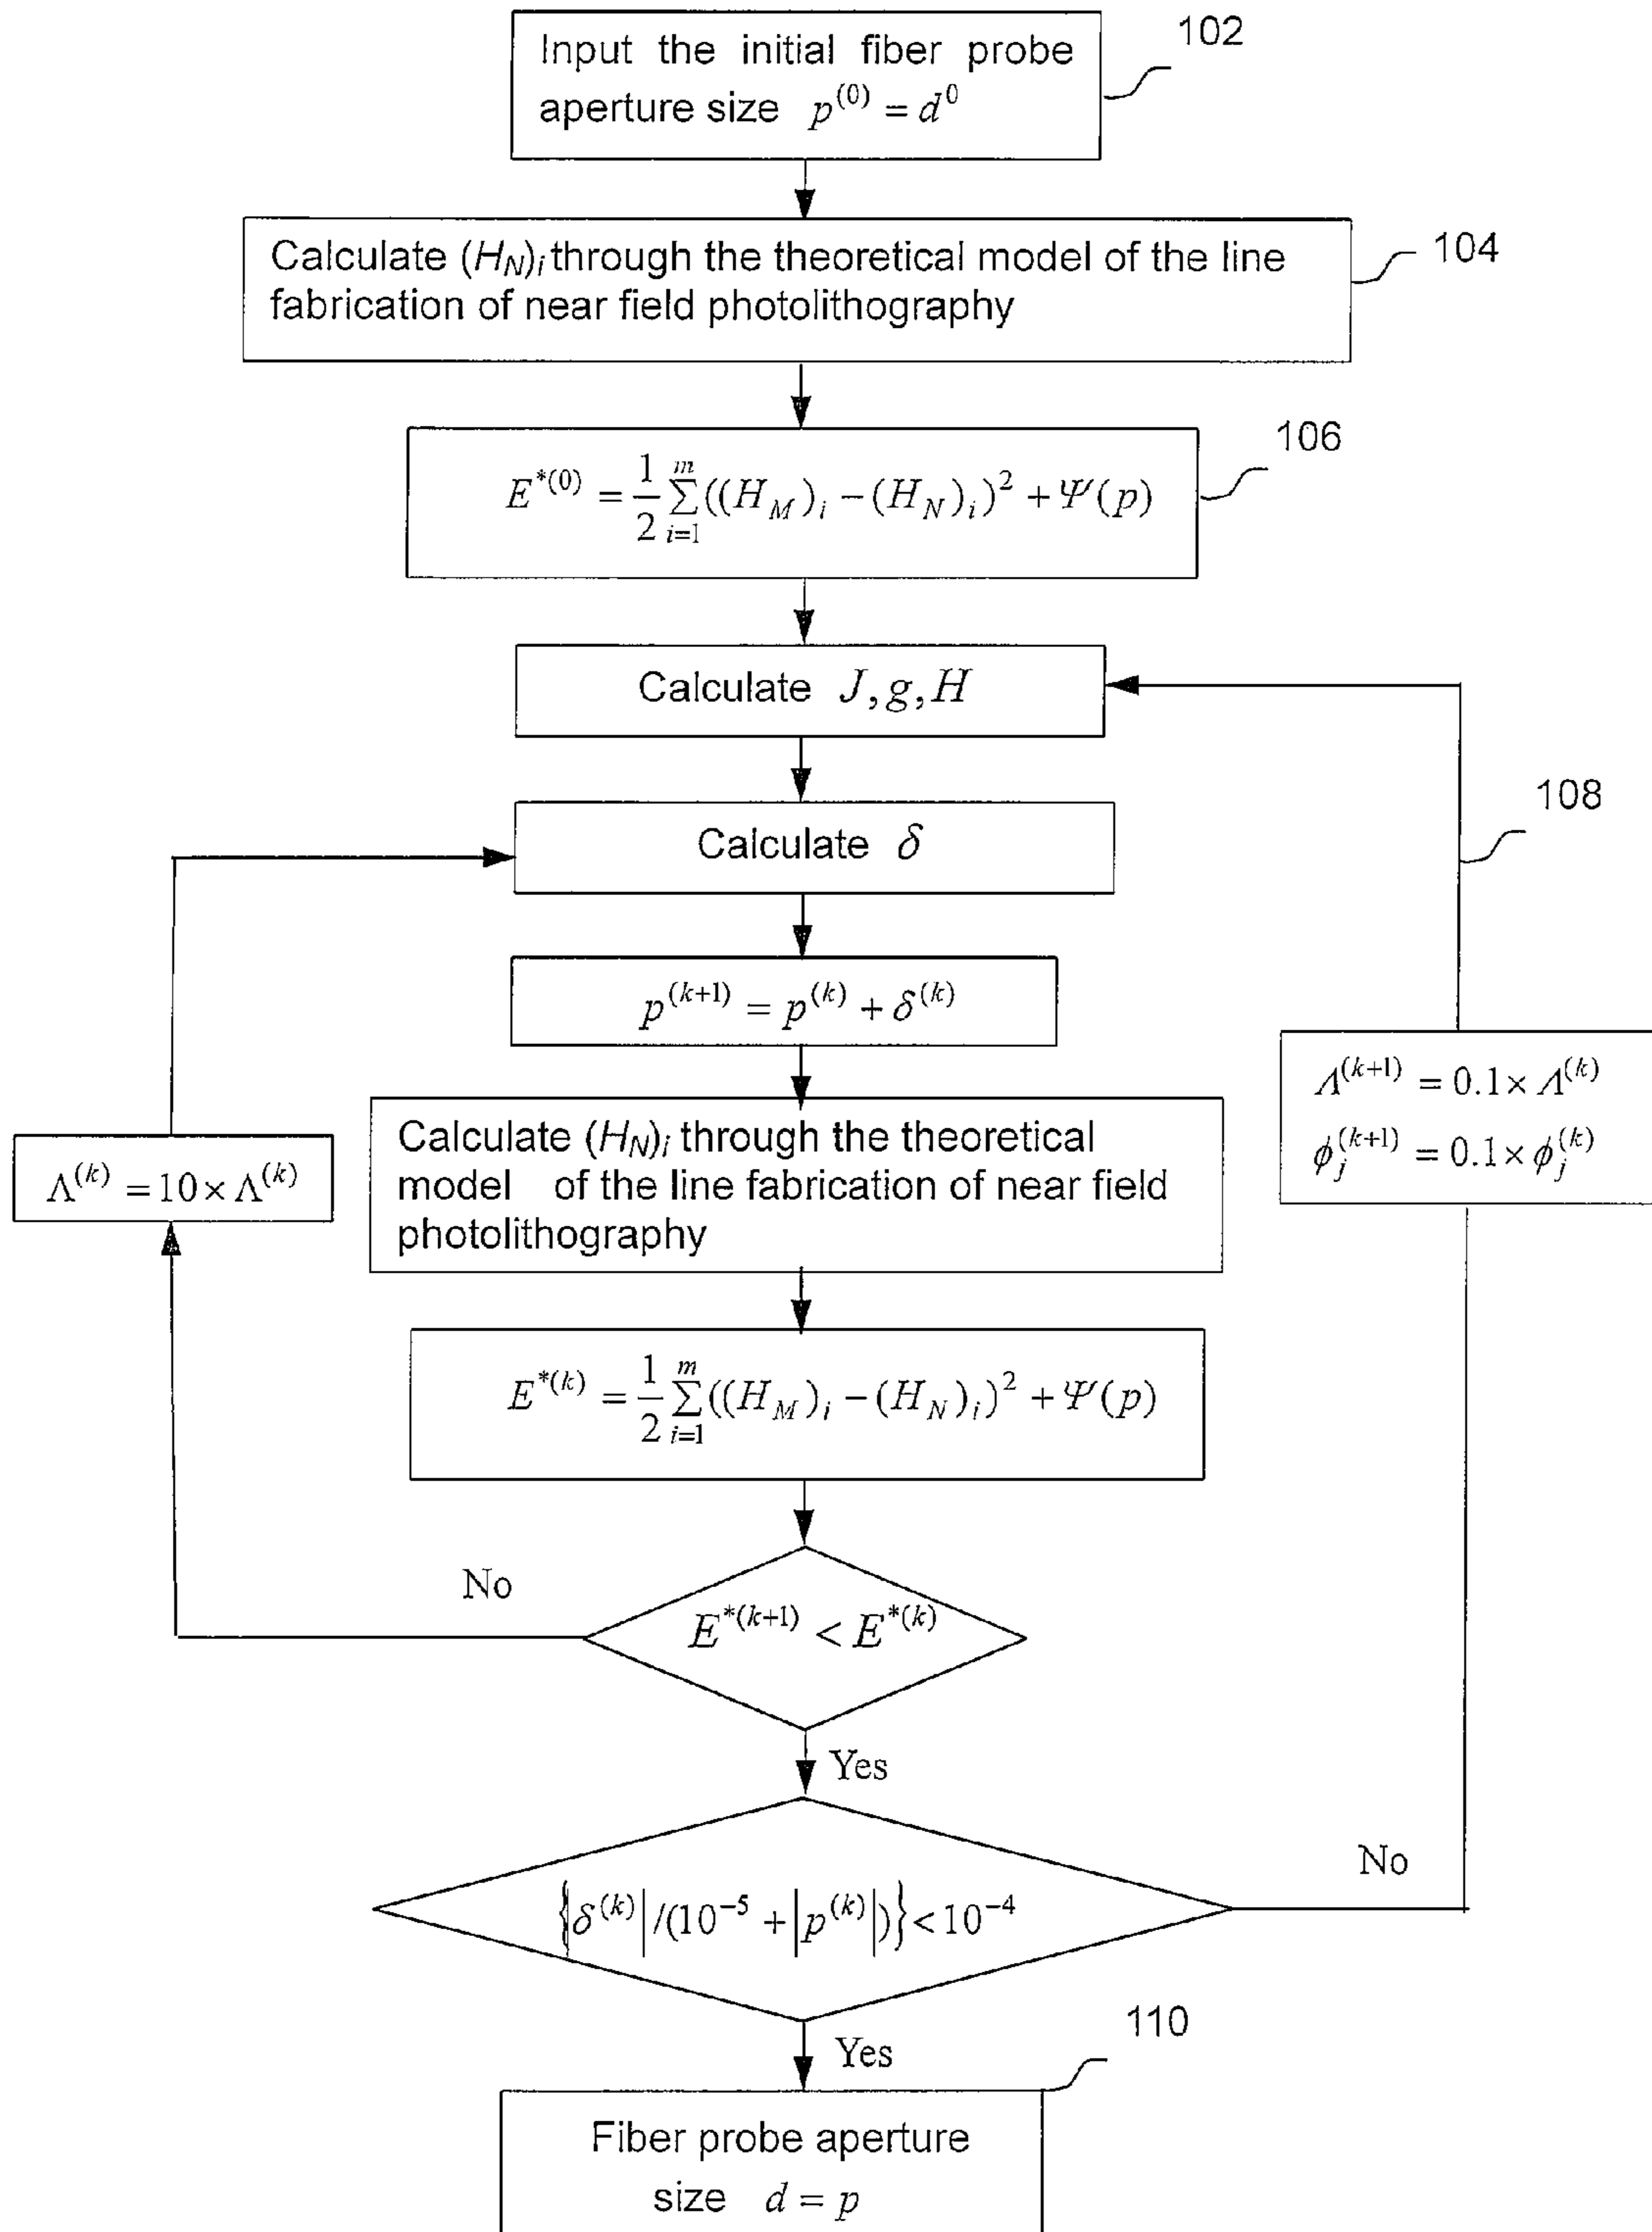 Input the initial fiber probe
aperture size p^{(0)} = d^0
102
Calculate (H_N)_i through the theoretical model of the line
fabrication of near field photolithography
104
E^{*(0)} = \frac{1}{2} \sum_{i=1}^{m} ((H_M)_i - (H_N)_i)^2 + Ψ(p)
106
Calculate J, g, H
Calculate δ
108
p^{(k+1)} = p^{(k)} + δ^{(k)}
Λ^{(k+1)} = 0.1 × Λ^{(k)}
ϕ_j^{(k+1)} = 0.1 × ϕ_j^{(k)}
Calculate (H_N)_i through the theoretical
model of the line fabrication of near field
photolithography
Λ^{(k)} = 10 × Λ^{(k)}
E^{*(k)} = \frac{1}{2} \sum_{i=1}^{m} ((H_M)_i - (H_N)_i)^2 + Ψ(p)
No
E^{*(k+1)} < E^{*(k)}
Yes
{|δ^{(k)}| /(10^{-5} + |p^{(k)}|)} < 10^{-4}
No
Yes
110
Fiber probe aperture
size d = p